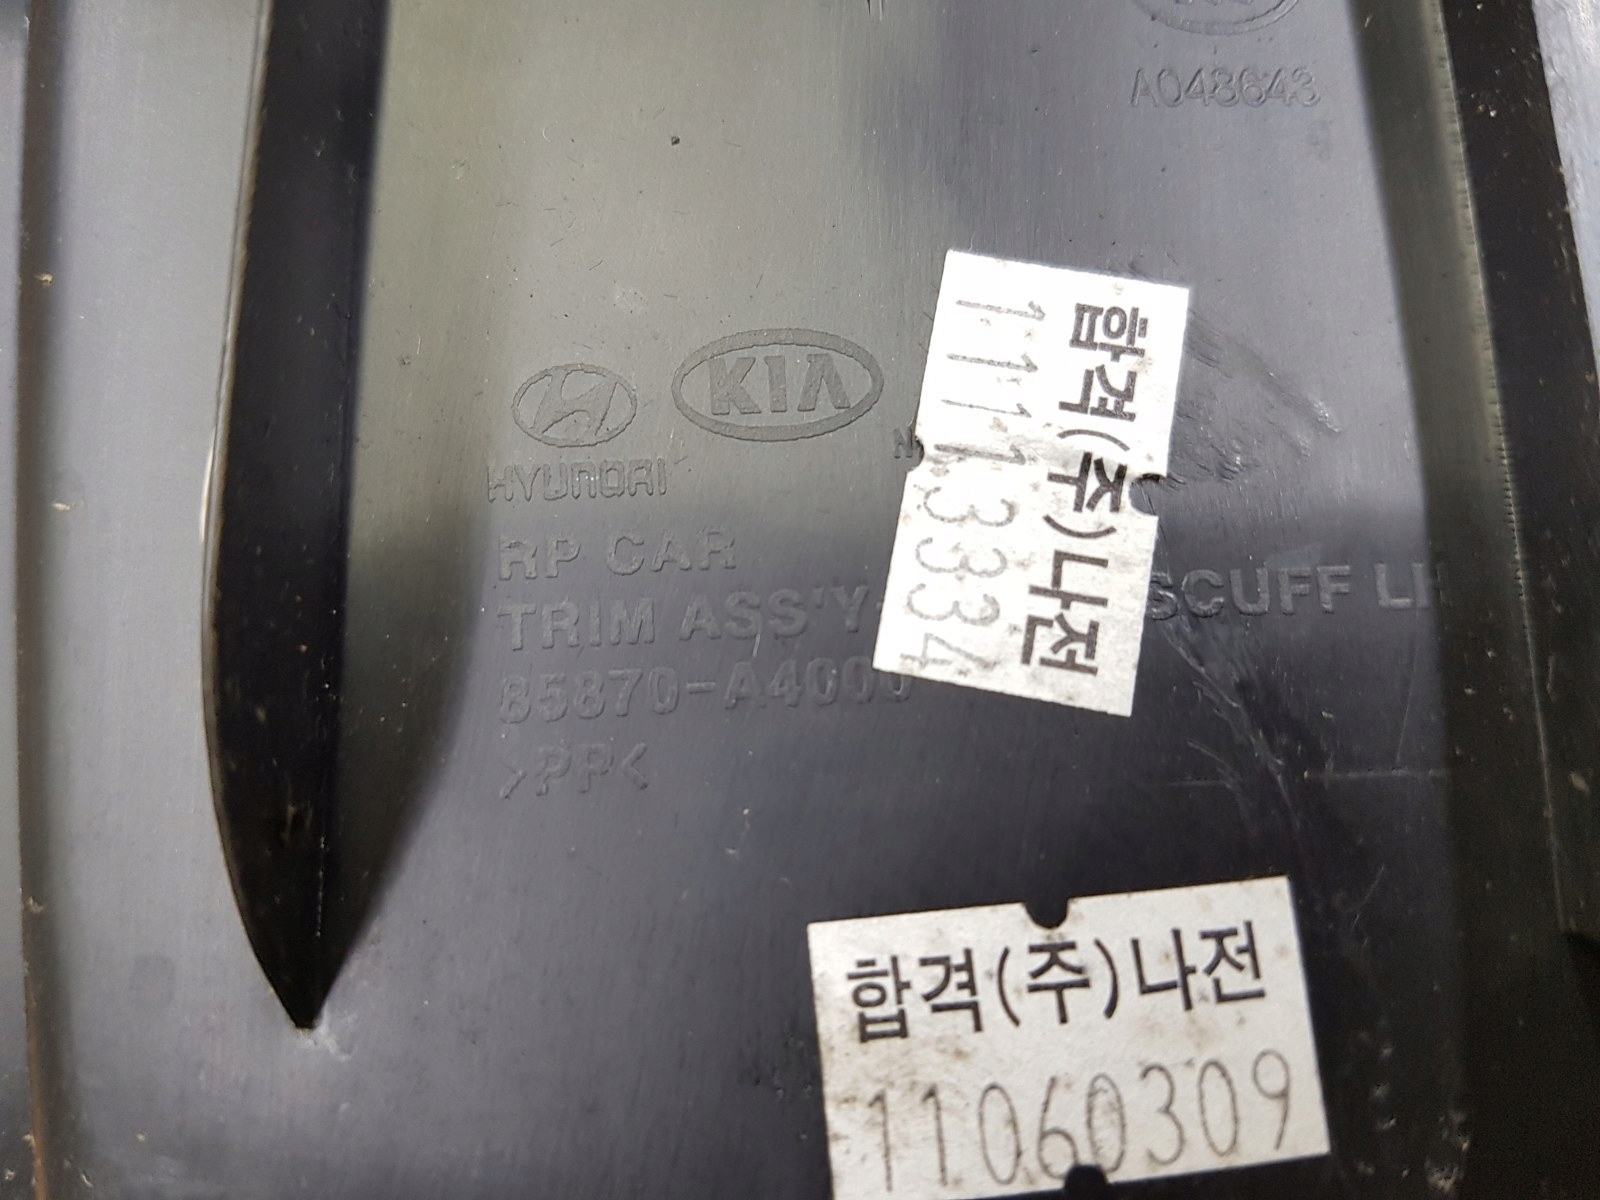 A048643
KIA
HYUNDAI
RP CAR
TRIM ASS'Y
SCUFF LH
85870-A4000
>PP<
합격(주)나전
11113334
합격(주)나전
11060309